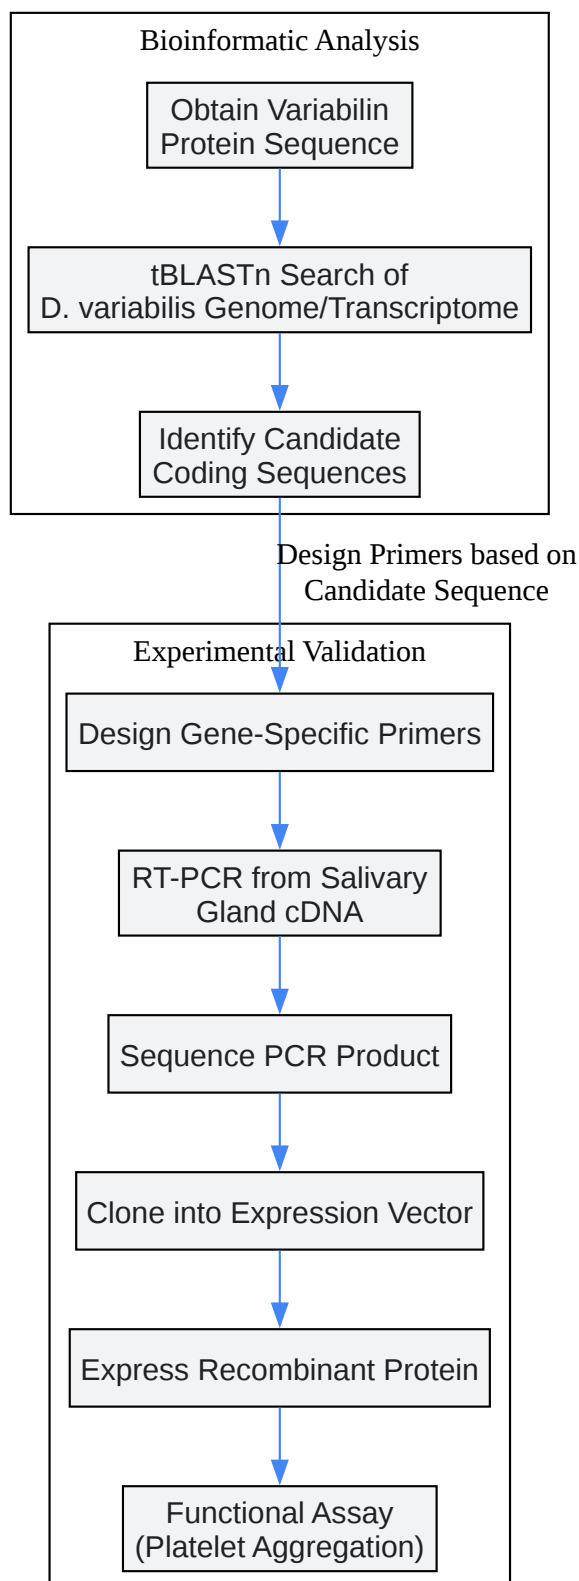 Bioinformatic Analysis
Obtain Variabilin
Protein Sequence
tBLASTn Search of
D. variabilis Genome/Transcriptome
Identify Candidate
Coding Sequences
Design Primers based on
Candidate Sequence
Experimental Validation
Design Gene-Specific Primers
RT-PCR from Salivary
Gland cDNA
Sequence PCR Product
Clone into Expression Vector
Express Recombinant Protein
Functional Assay
(Platelet Aggregation)